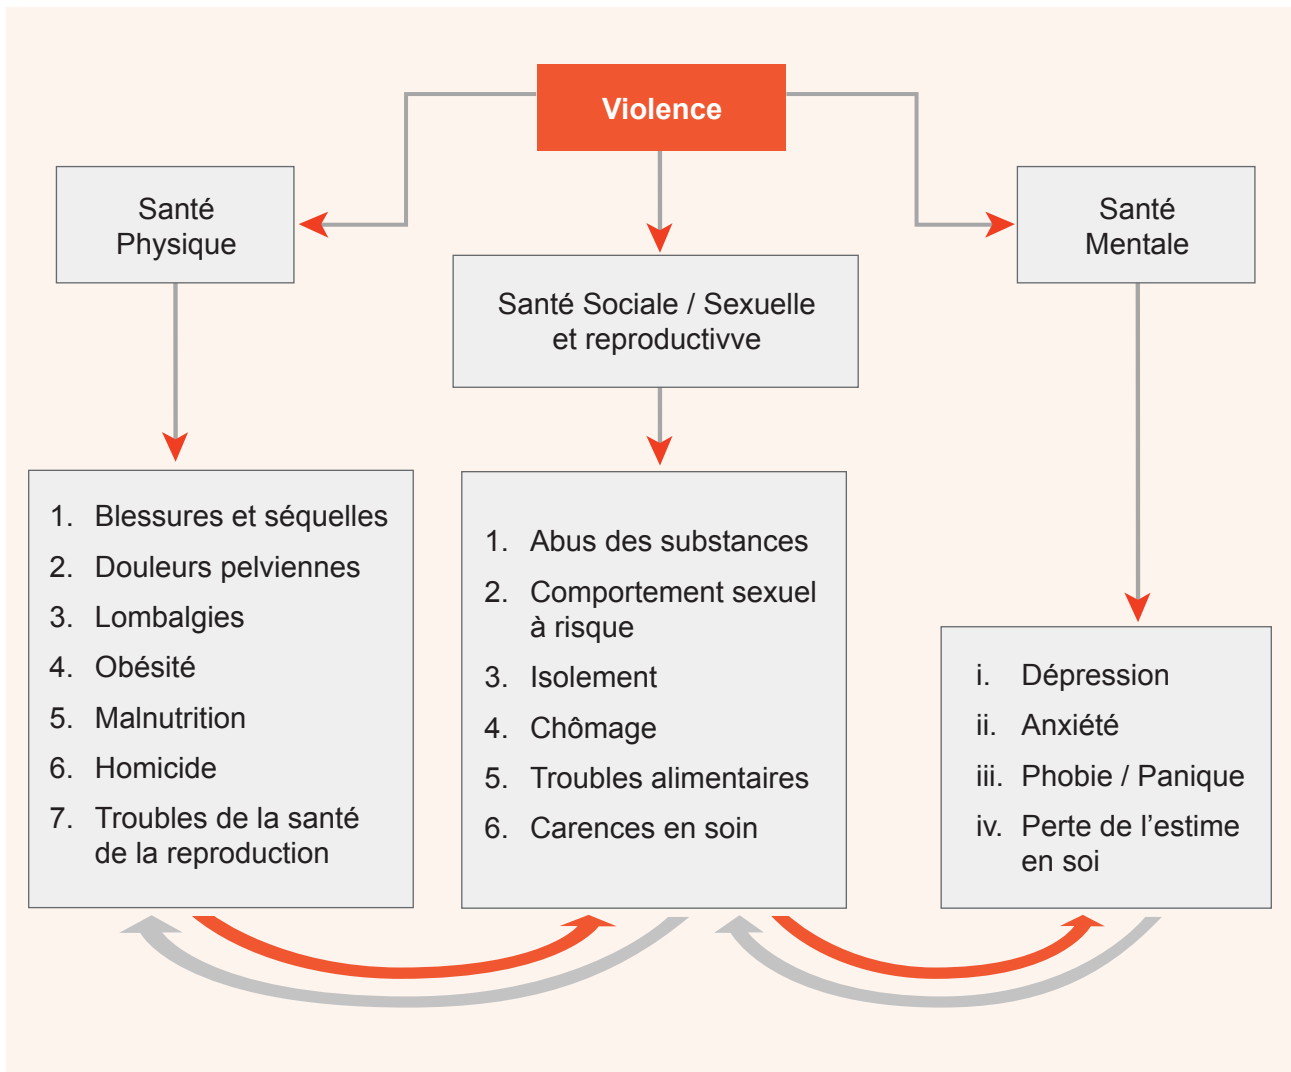 Violence
Santé
Physique
Santé Sociale / Sexuelle
et reproductivve
Santé
Mentale
1. Blessures et séquelles
2. Douleurs pelviennes
3. Lombalgies
4. Obésité
5. Malnutrition
6. Homicide
7. Troubles de la santé
de la reproduction
1. Abus des substances
2. Comportement sexuel
à risque
3. Isolement
4. Chômage
5. Troubles alimentaires
6. Carences en soin
i. Dépression
ii. Anxiété
iii. Phobie / Panique
iv. Perte de l’estime
en soi